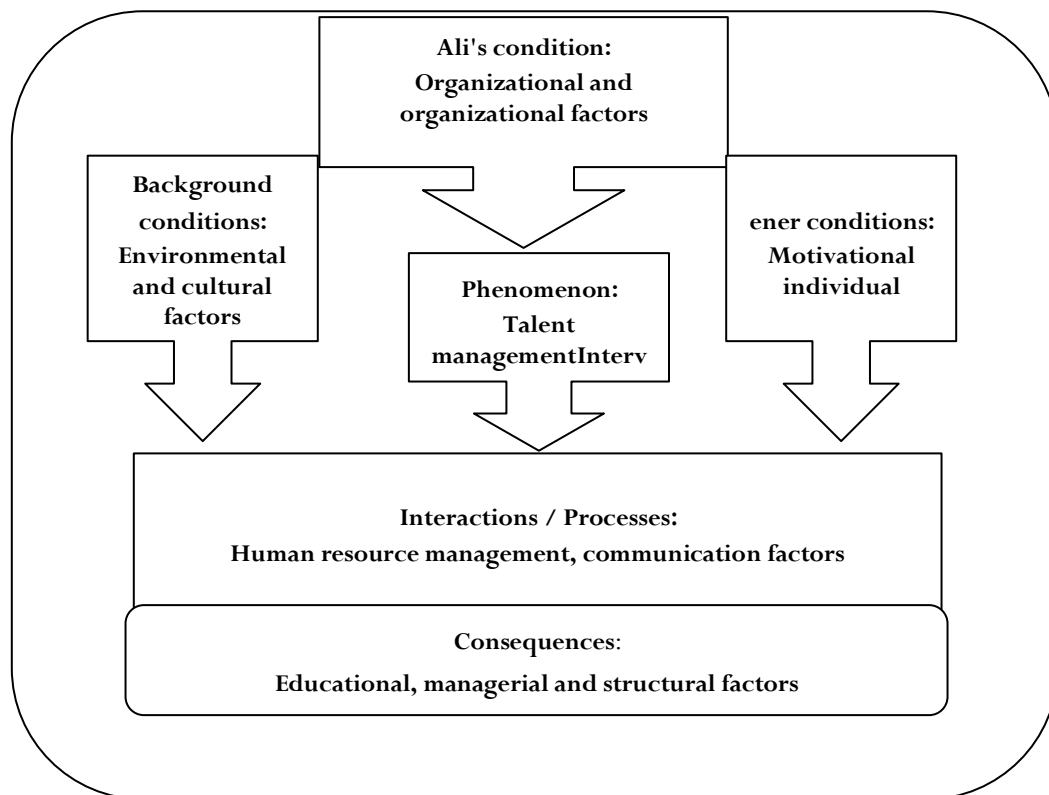 Ali's condition:
Organizational and
organizational factors
Background
conditions:
Environmental
and cultural
factors
Phenomenon:
Talent
managementInterv
ener conditions:
Motivational
individual
Interactions / Processes:
Human resource management, communication factors
Consequences:
Educational, managerial and structural factors